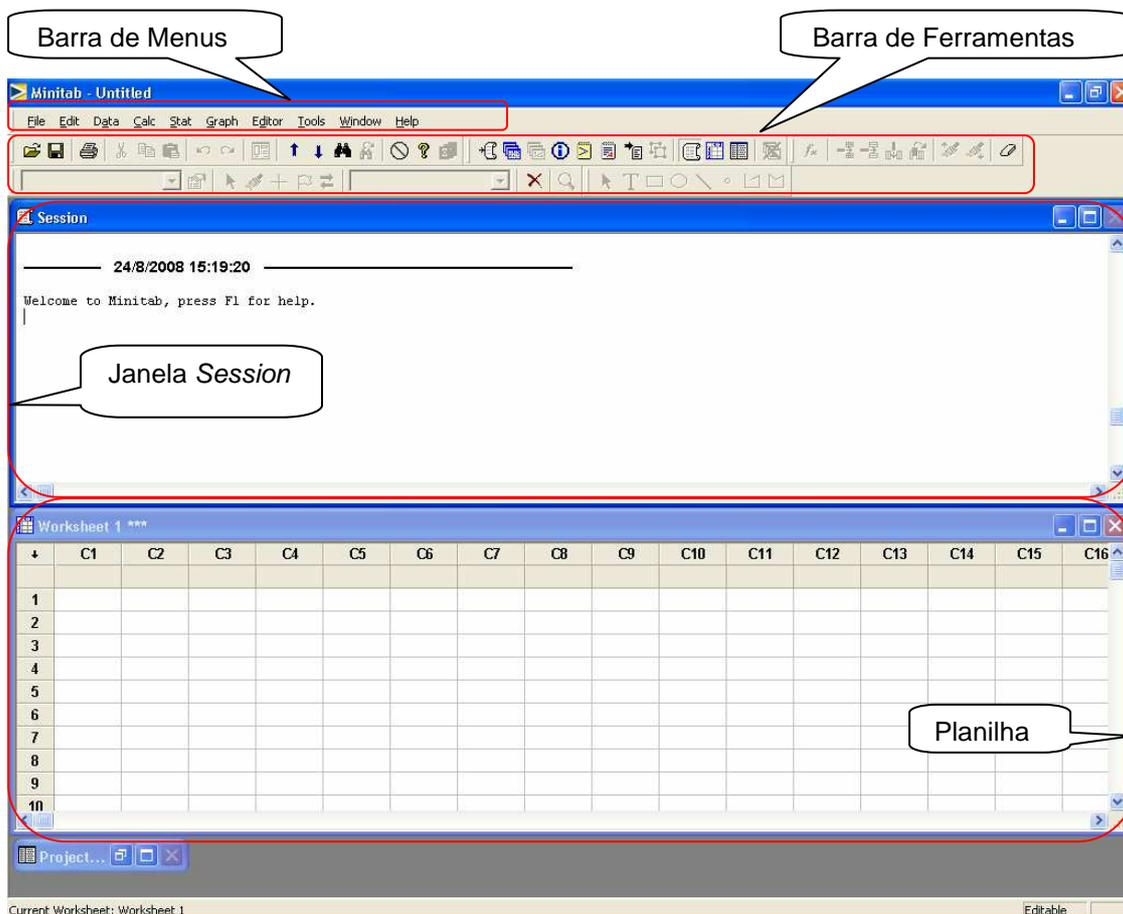 Barra de Menus
Barra de Ferramentas
Minitab - Untitled
File Edit Data Calc Stat Graph Editor Tools Window Help
Session
24/8/2008 15:19:20
Welcome to Minitab, press F1 for help.
Janela Session
Worksheet 1 ***
C1 C2 C3 C4 C5 C6 C7 C8 C9 C10 C11 C12 C13 C14 C15 C16
1
2
3
4
5
6
7
Planilha
8
9
10
Project...
Current Worksheet: Worksheet 1
Editable